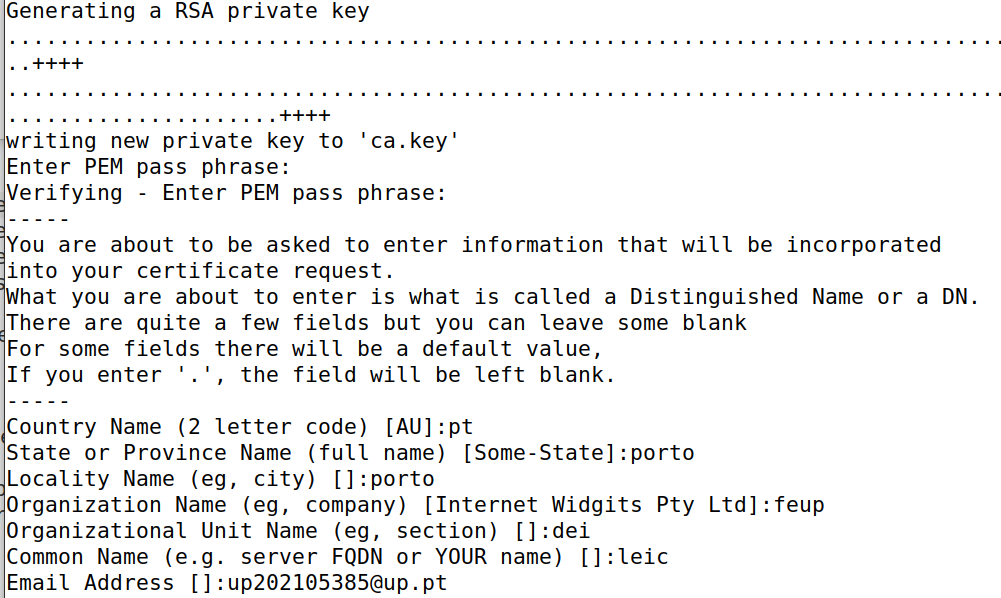 Generating a RSA private key
.............................................................................
..++++
.............................................................................
.....................++++
writing new private key to 'ca.key'
Enter PEM pass phrase:
Verifying - Enter PEM pass phrase:
-----
You are about to be asked to enter information that will be incorporated
into your certificate request.
What you are about to enter is what is called a Distinguished Name or a DN.
There are quite a few fields but you can leave some blank
For some fields there will be a default value,
If you enter '.', the field will be left blank.
-----
Country Name (2 letter code) [AU]:pt
State or Province Name (full name) [Some-State]:porto
Locality Name (eg, city) []:porto
Organization Name (eg, company) [Internet Widgits Pty Ltd]:feup
Organizational Unit Name (eg, section) []:dei
Common Name (e.g. server FQDN or YOUR name) []:leic
Email Address []:up202105385@up.pt